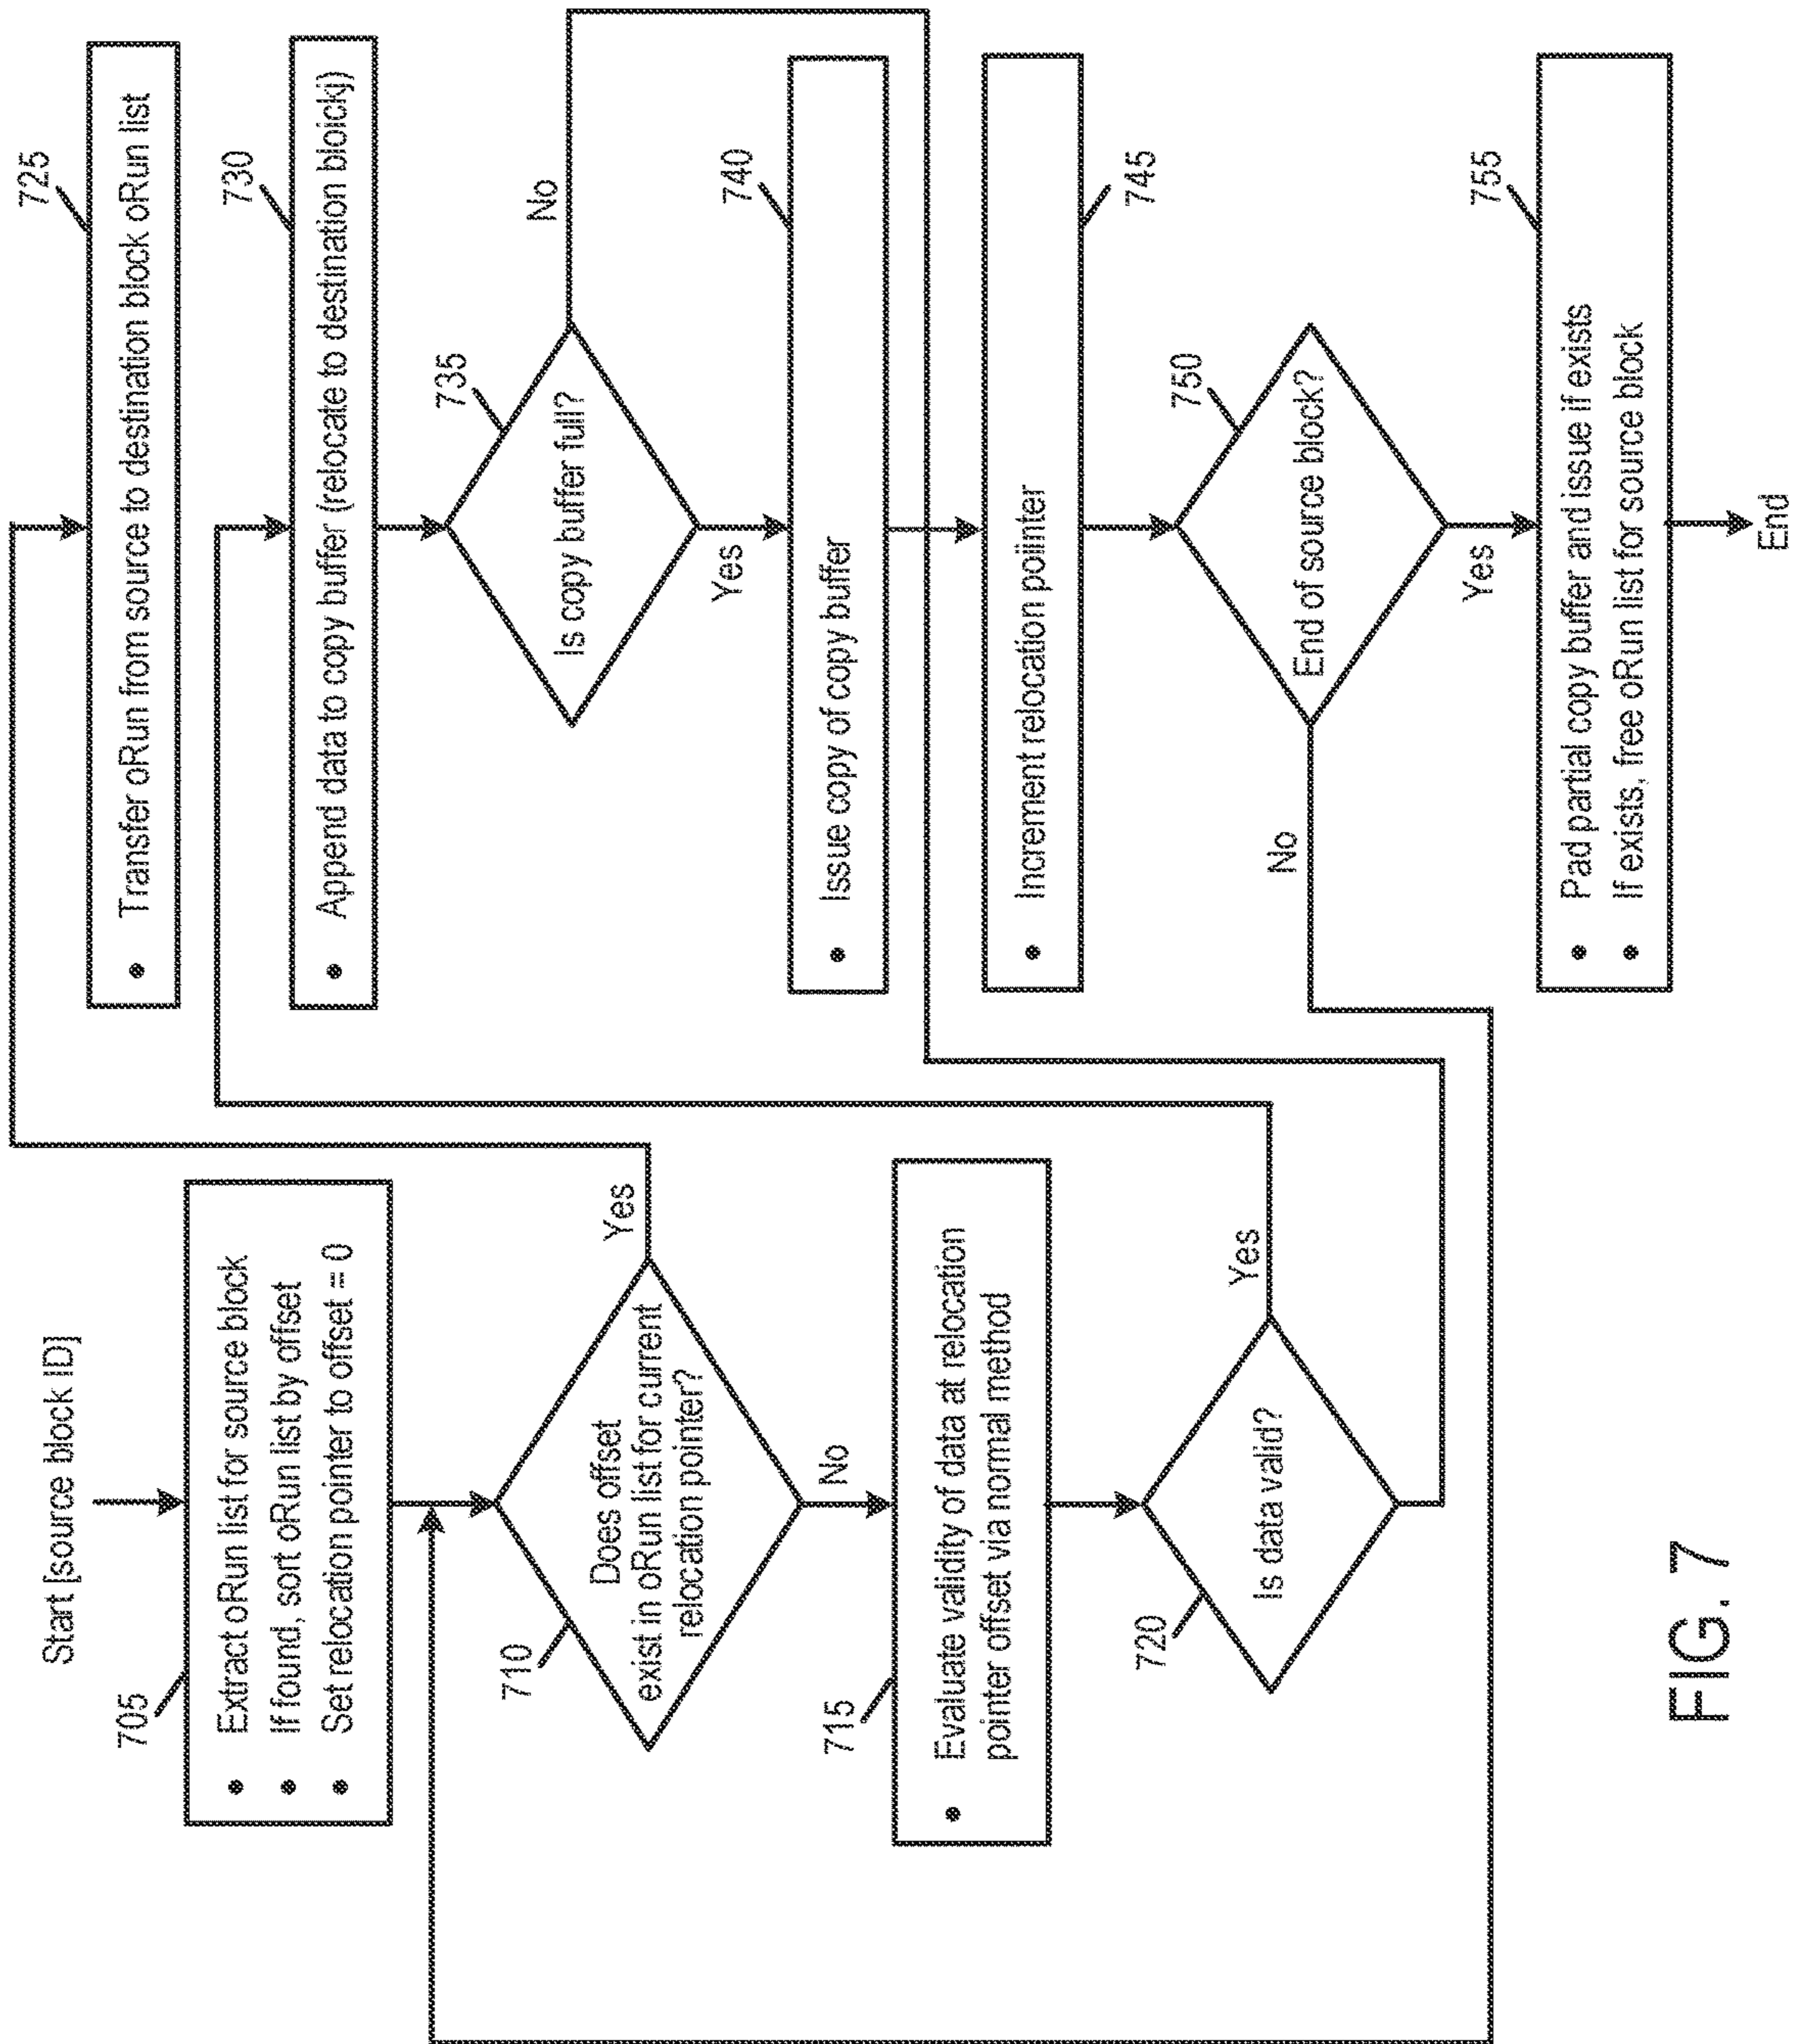 Start [source block ID]
705
• Extract oRun list for source block
• If found, sort oRun list by offset
• Set relocation pointer to offset = 0
710
Does offset
exist in oRun list for current
relocation pointer?
Yes
No
715
• Evaluate validity of data at relocation
pointer offset via normal method
720
Is data valid?
Yes
725
• Transfer oRun from source to destination block oRun list
730
• Append data to copy buffer (relocate to destination bloick)
735
Is copy buffer full?
No
Yes
740
• Issue copy of copy buffer
745
• Increment relocation pointer
750
End of source block?
No
Yes
755
• Pad partial copy buffer and issue if exists
• If exists, free oRun list for source block
End
FIG. 7